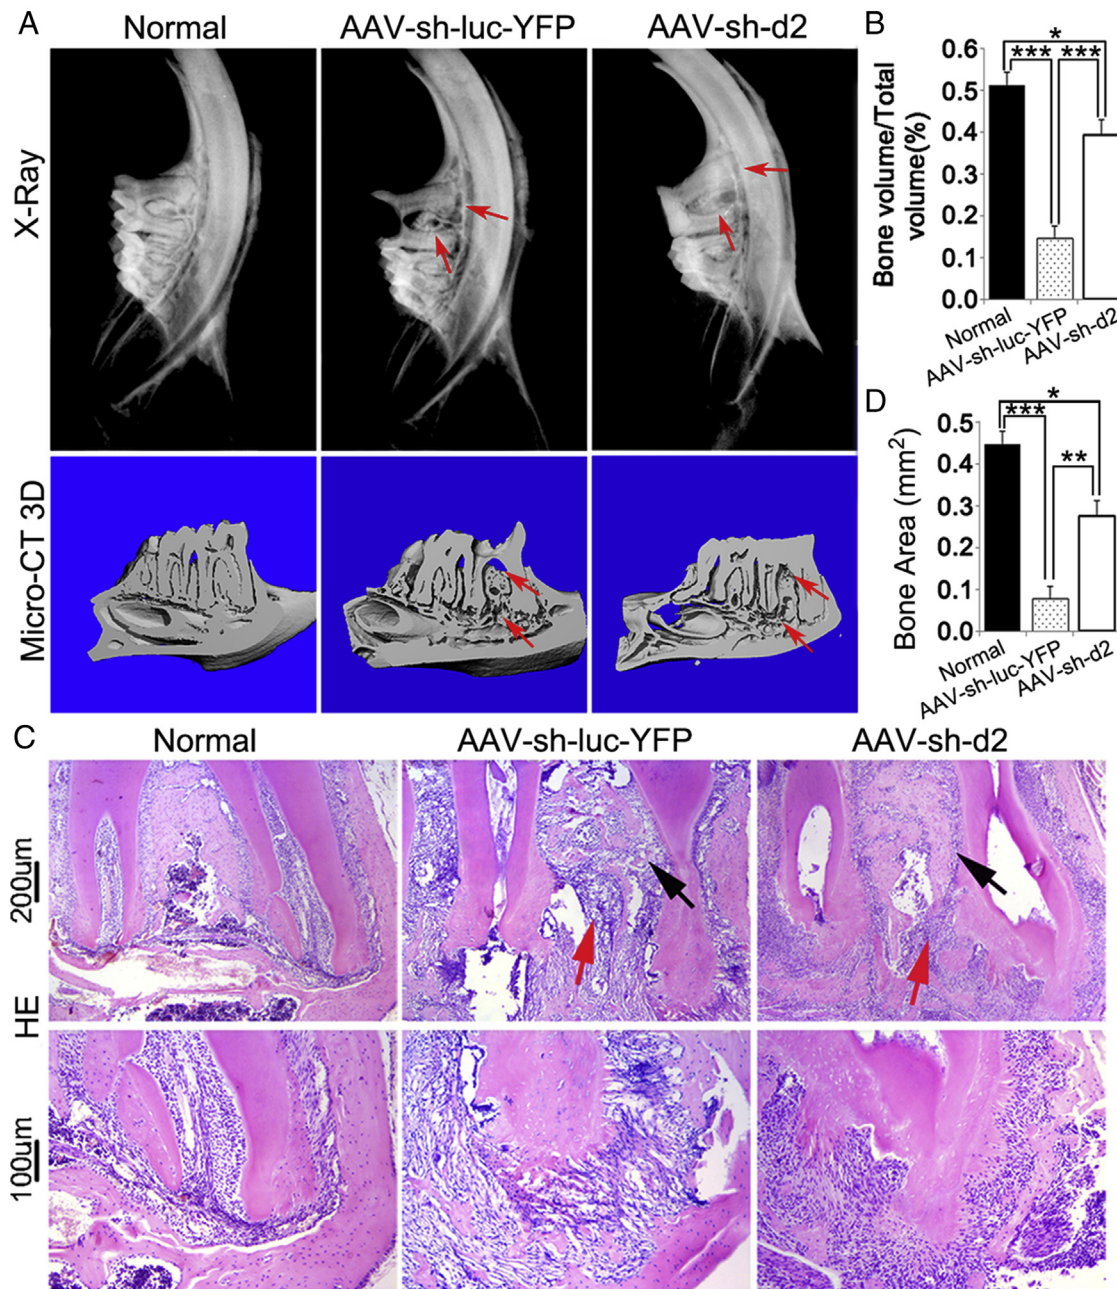 A
Normal
AAV-sh-luc-YFP
AAV-sh-d2
X-Ray
Micro-CT 3D
B
Bone volume/Total
volume(%)
0.6
0.5
0.4
0.3
0.2
0.1
0.0
*
*** ***
Normal
AAV-sh-luc-YFP
AAV-sh-d2
D
Bone Area (mm²)
0.5
0.4
0.3
0.2
0.1
0.0
*
***
**
Normal
AAV-sh-luc-YFP
AAV-sh-d2
C
Normal
AAV-sh-luc-YFP
AAV-sh-d2
HE
200um
100um